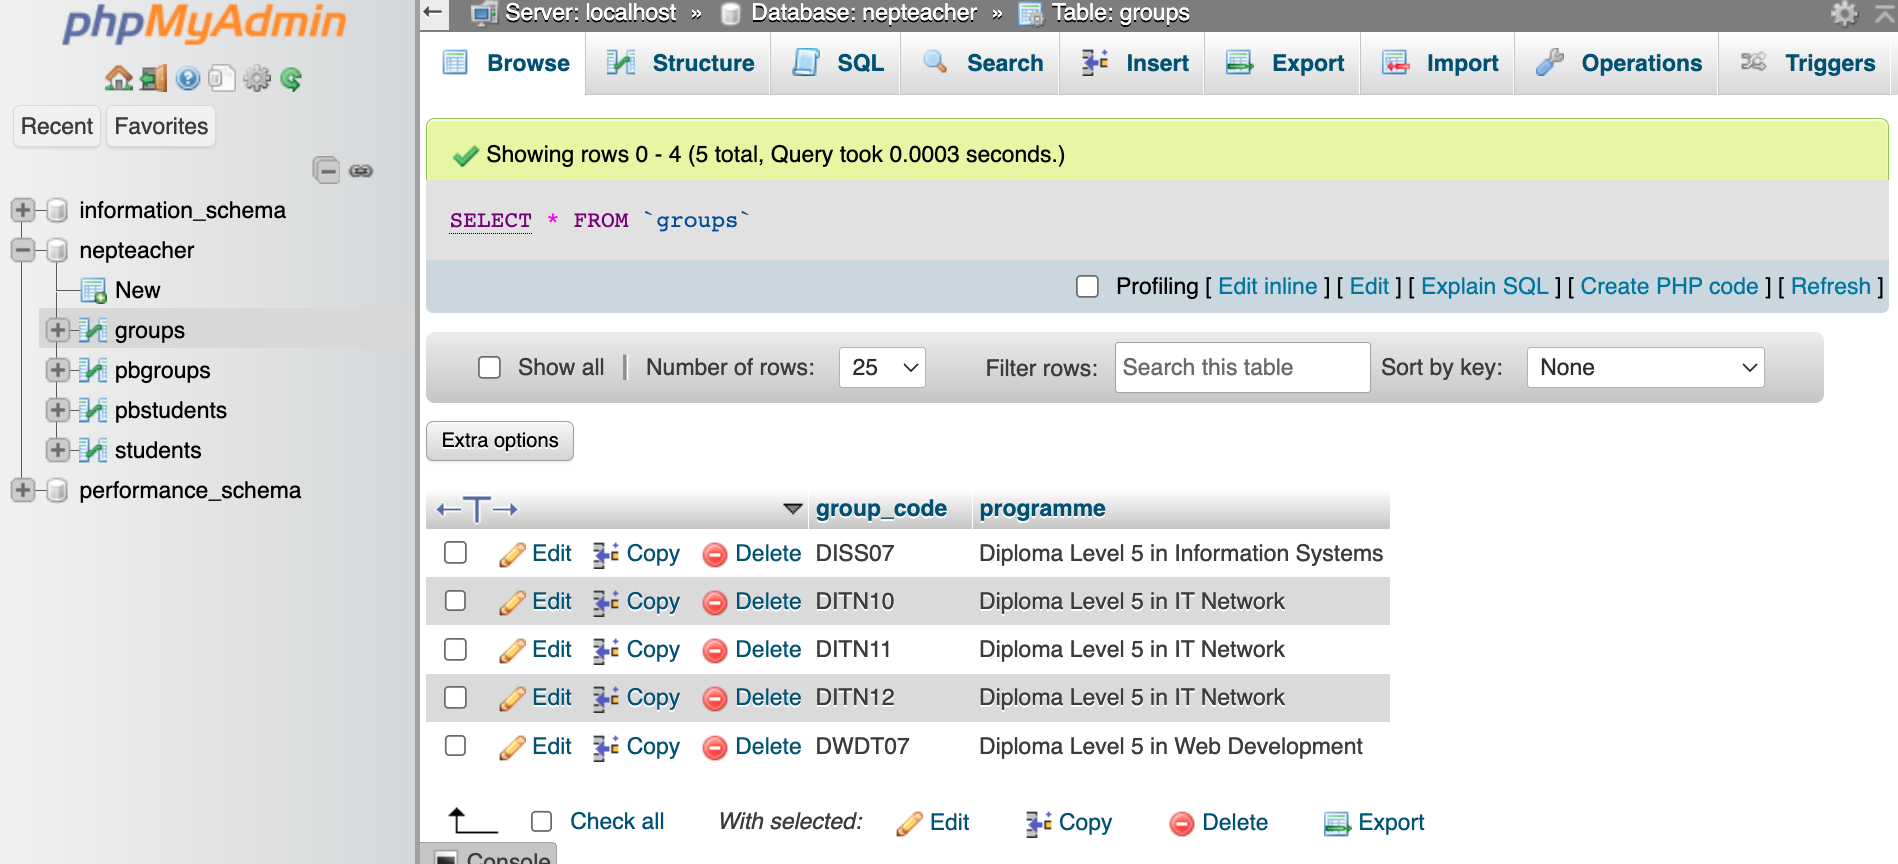 phpMyAdmin
Recent Favorites
information_schema
nepteacher
New
groups
pbgroups
pbstudents
students
performance_schema
Server: localhost » Database: nepteacher » Table: groups
Browse Structure SQL Search Insert Export Import Operations Triggers
Showing rows 0 - 4 (5 total, Query took 0.0003 seconds.)
SELECT * FROM `groups`
Profiling [ Edit inline ] [ Edit ] [ Explain SQL ] [ Create PHP code ] [ Refresh ]
Show all | Number of rows: 25 Filter rows: Search this table Sort by key: None
Extra options
←T→ group_code programme
Edit Copy Delete DISS07 Diploma Level 5 in Information Systems
Edit Copy Delete DITN10 Diploma Level 5 in IT Network
Edit Copy Delete DITN11 Diploma Level 5 in IT Network
Edit Copy Delete DITN12 Diploma Level 5 in IT Network
Edit Copy Delete DWDT07 Diploma Level 5 in Web Development
Check all With selected: Edit Copy Delete Export
Console